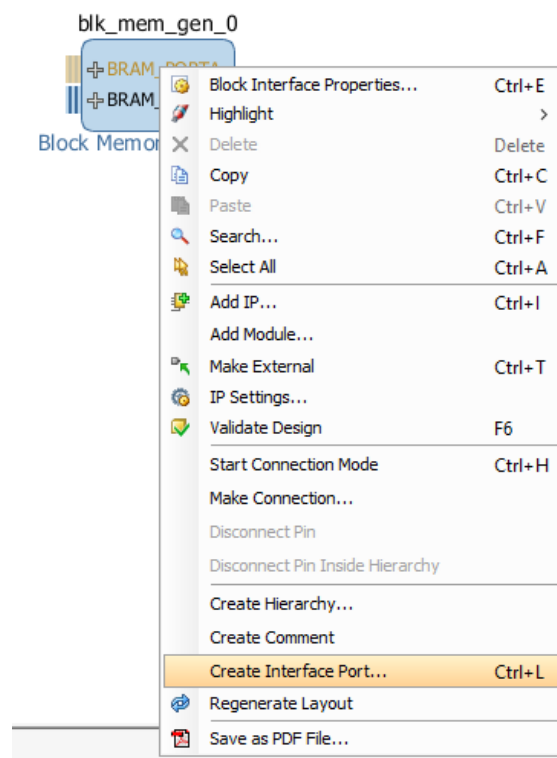 blk_mem_gen_0
BRAM_PORTA
BRAM_
Block Memor
Block Interface Properties... Ctrl+E
Highlight >
Delete Delete
Copy Ctrl+C
Paste Ctrl+V
Search... Ctrl+F
Select All Ctrl+A
Add IP... Ctrl+I
Add Module...
Make External Ctrl+T
IP Settings...
Validate Design F6
Start Connection Mode Ctrl+H
Make Connection...
Disconnect Pin
Disconnect Pin Inside Hierarchy
Create Hierarchy...
Create Comment
Create Interface Port... Ctrl+L
Regenerate Layout
Save as PDF File...